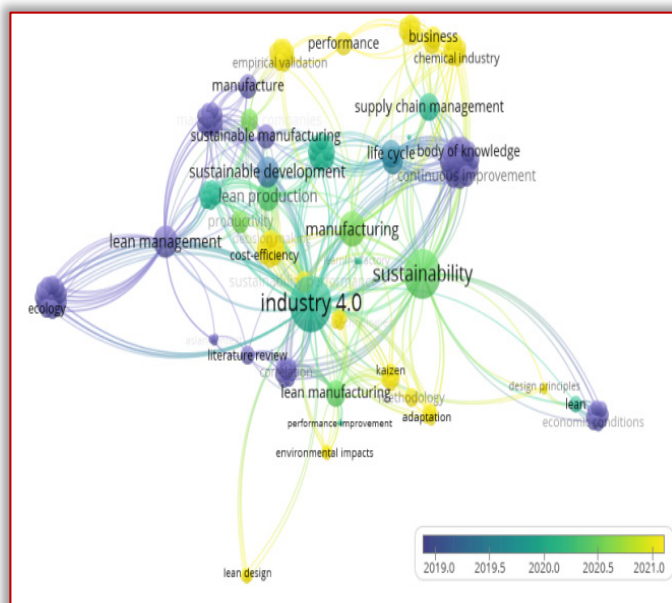 business
performance
chemical industry
empirical validation
manufacture
supply chain management
sustainable manufacturing
life cycle
body of knowledge
sustainable development
continuous improvement
lean production
productivity
manufacturing
lean management
cost-efficiency
sustainability
industry 4.0
ecology
literature review
correlation
kaizen
lean manufacturing
methodology
design principles
lean
adaptation
economic conditions
performance improvement
environmental impacts
lean design
2019.0 2019.5 2020.0 2020.5 2021.0